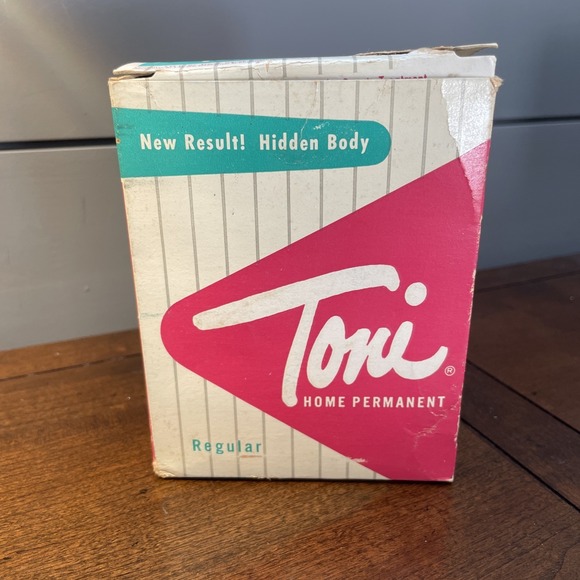 New Result! Hidden Body
Toni®
HOME PERMANENT
Regular